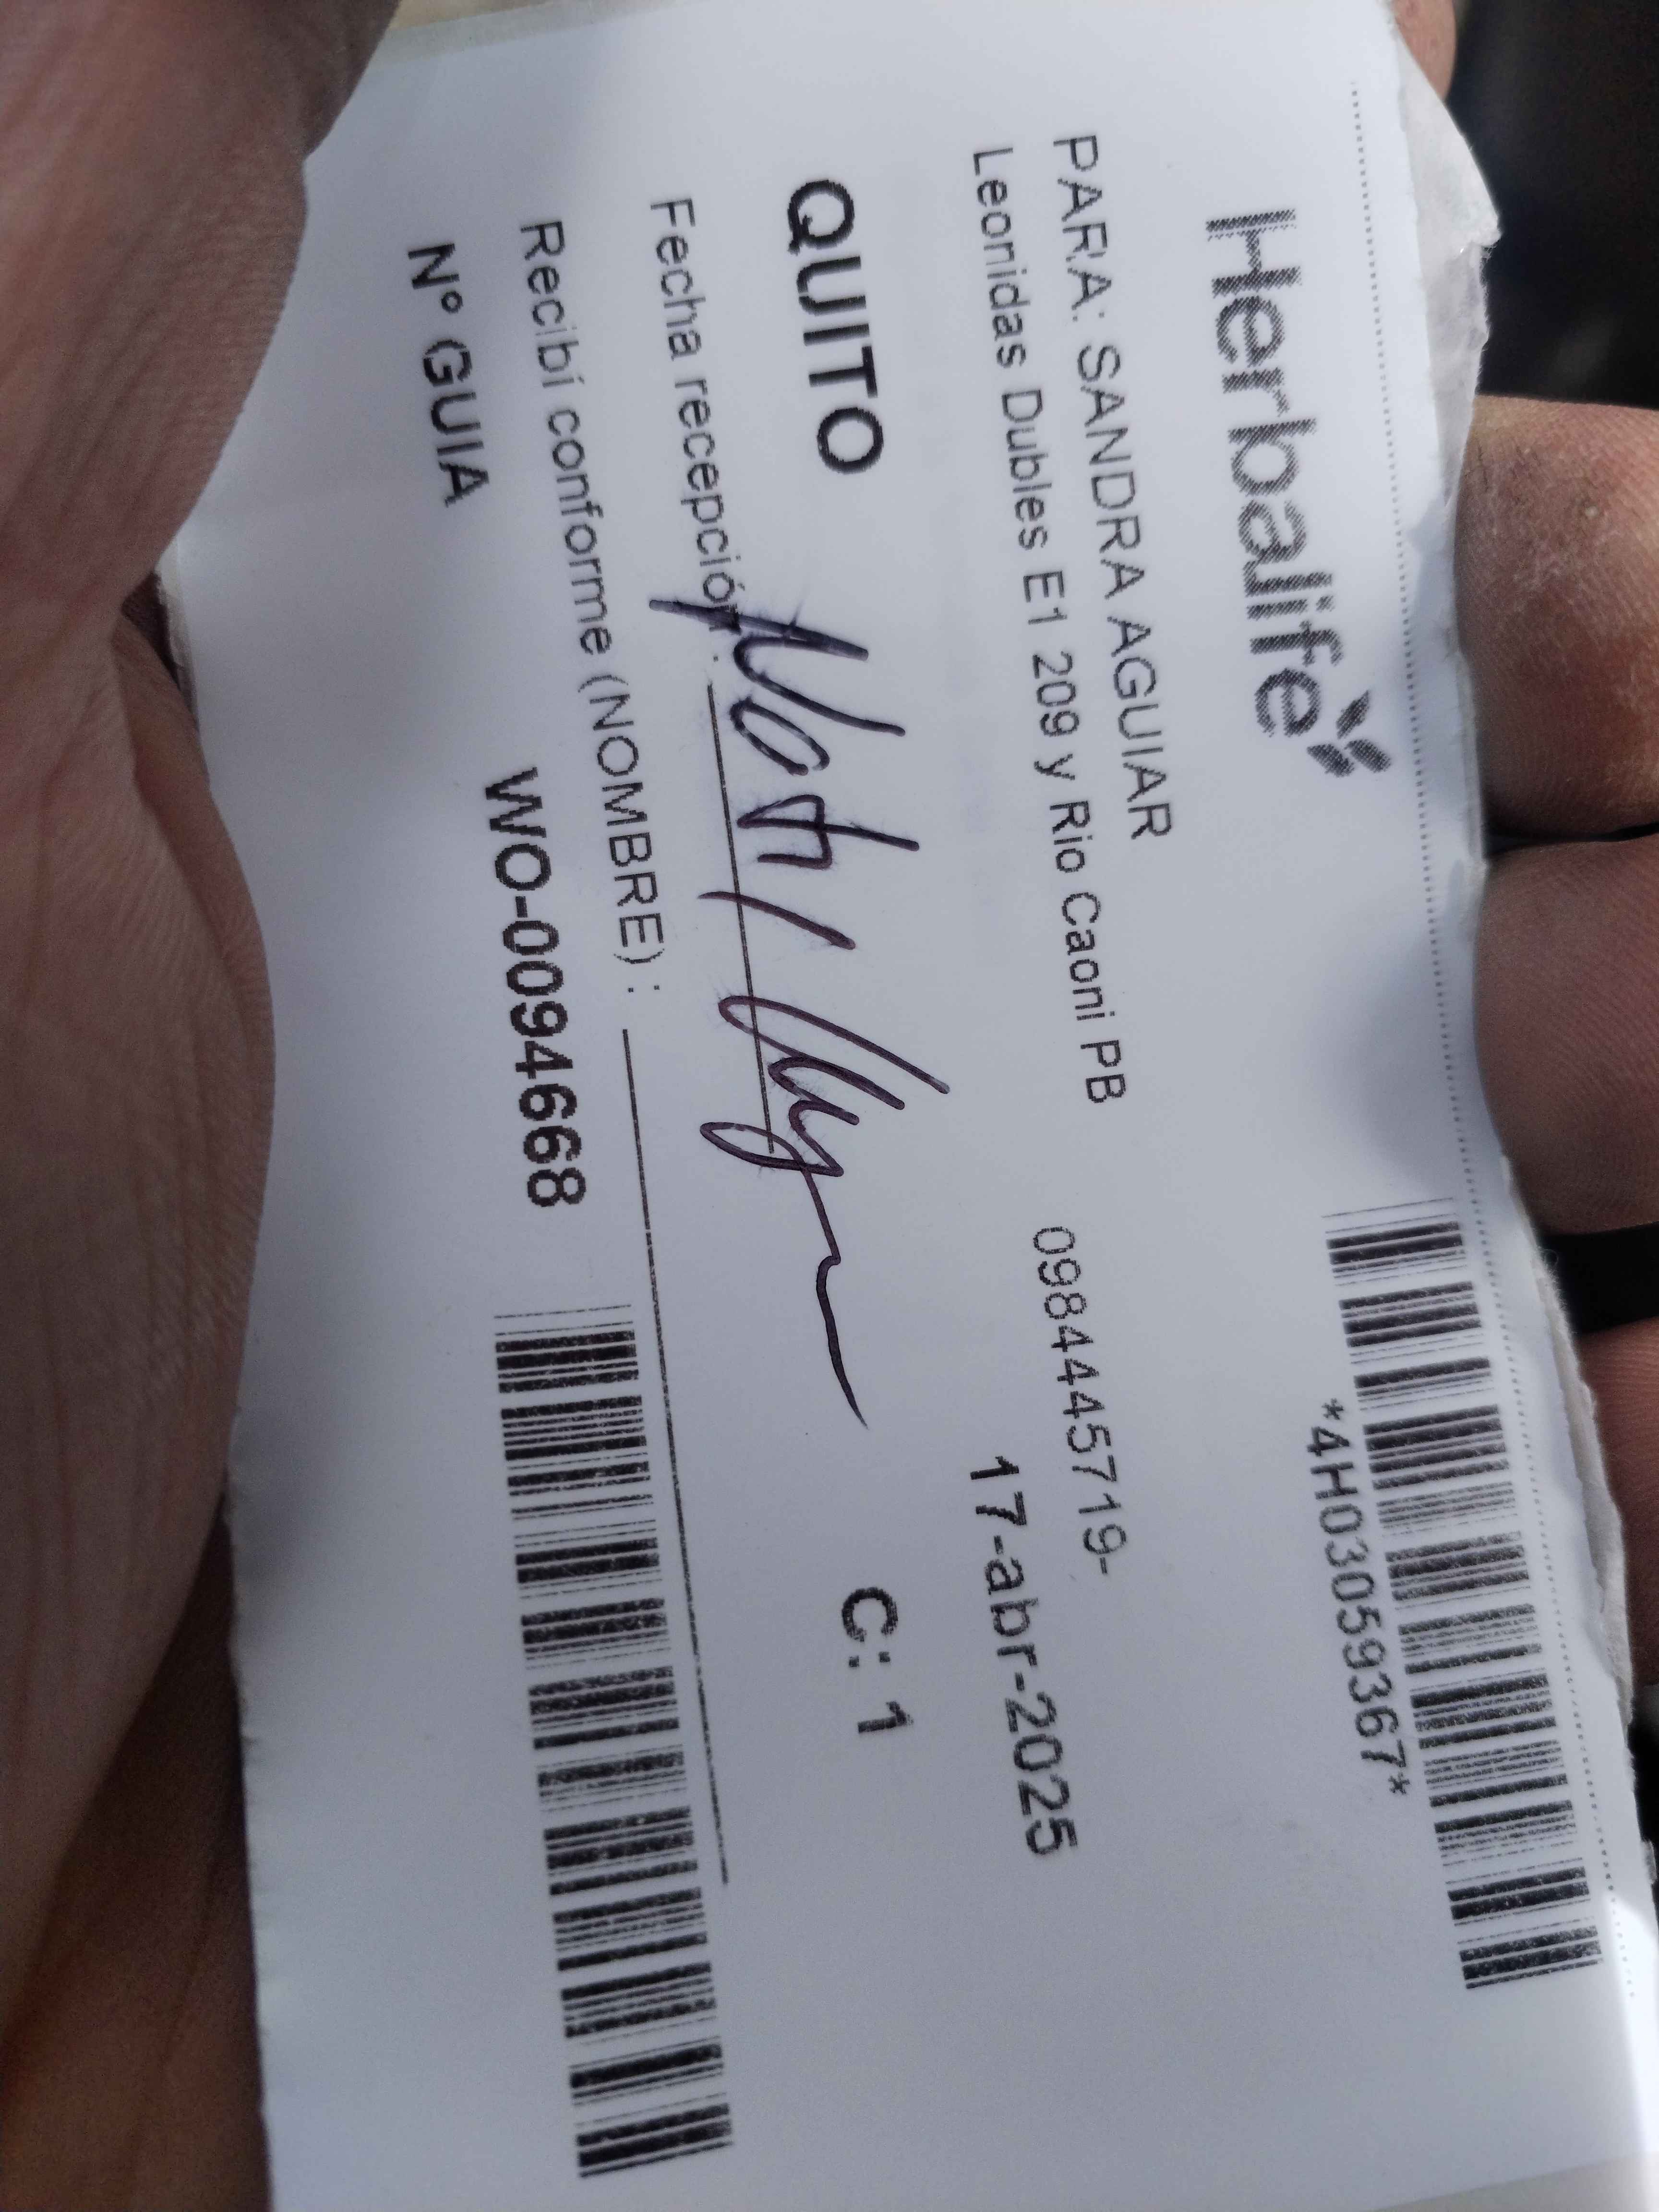 Herbalife
*4H03059367*
PARA: SANDRA AGUIAR
Leonidas Dubles E1 209 y Rio Caoni PB 0984445719-
17-abr-2025
QUITO C: 1
Fecha recepción:
Recibí conforme (NOMBRE) :
N° GUIA WO-0094668